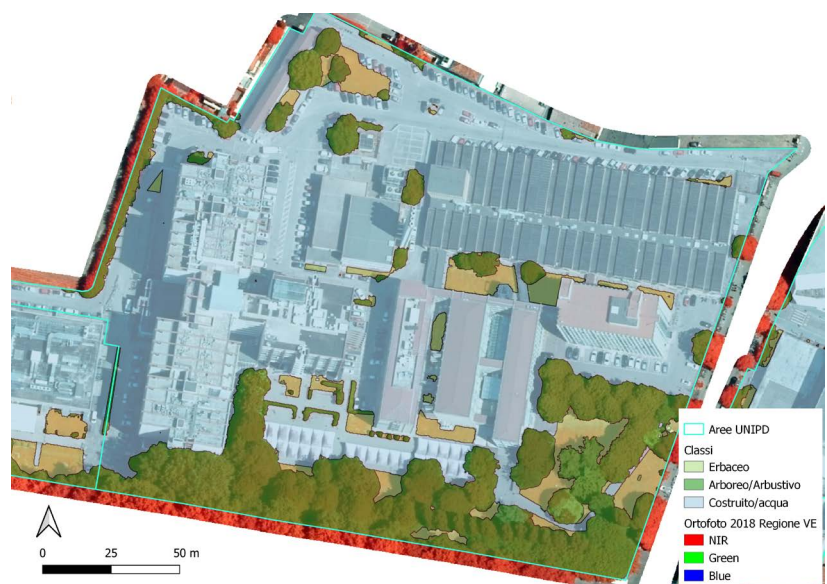 Aree UNIPD
Classi
Erbaceo
Arboreo/Arbustivo
Costruito/acqua
Ortofoto 2018 Regione VE
NIR
Green
Blue
0 25 50 m